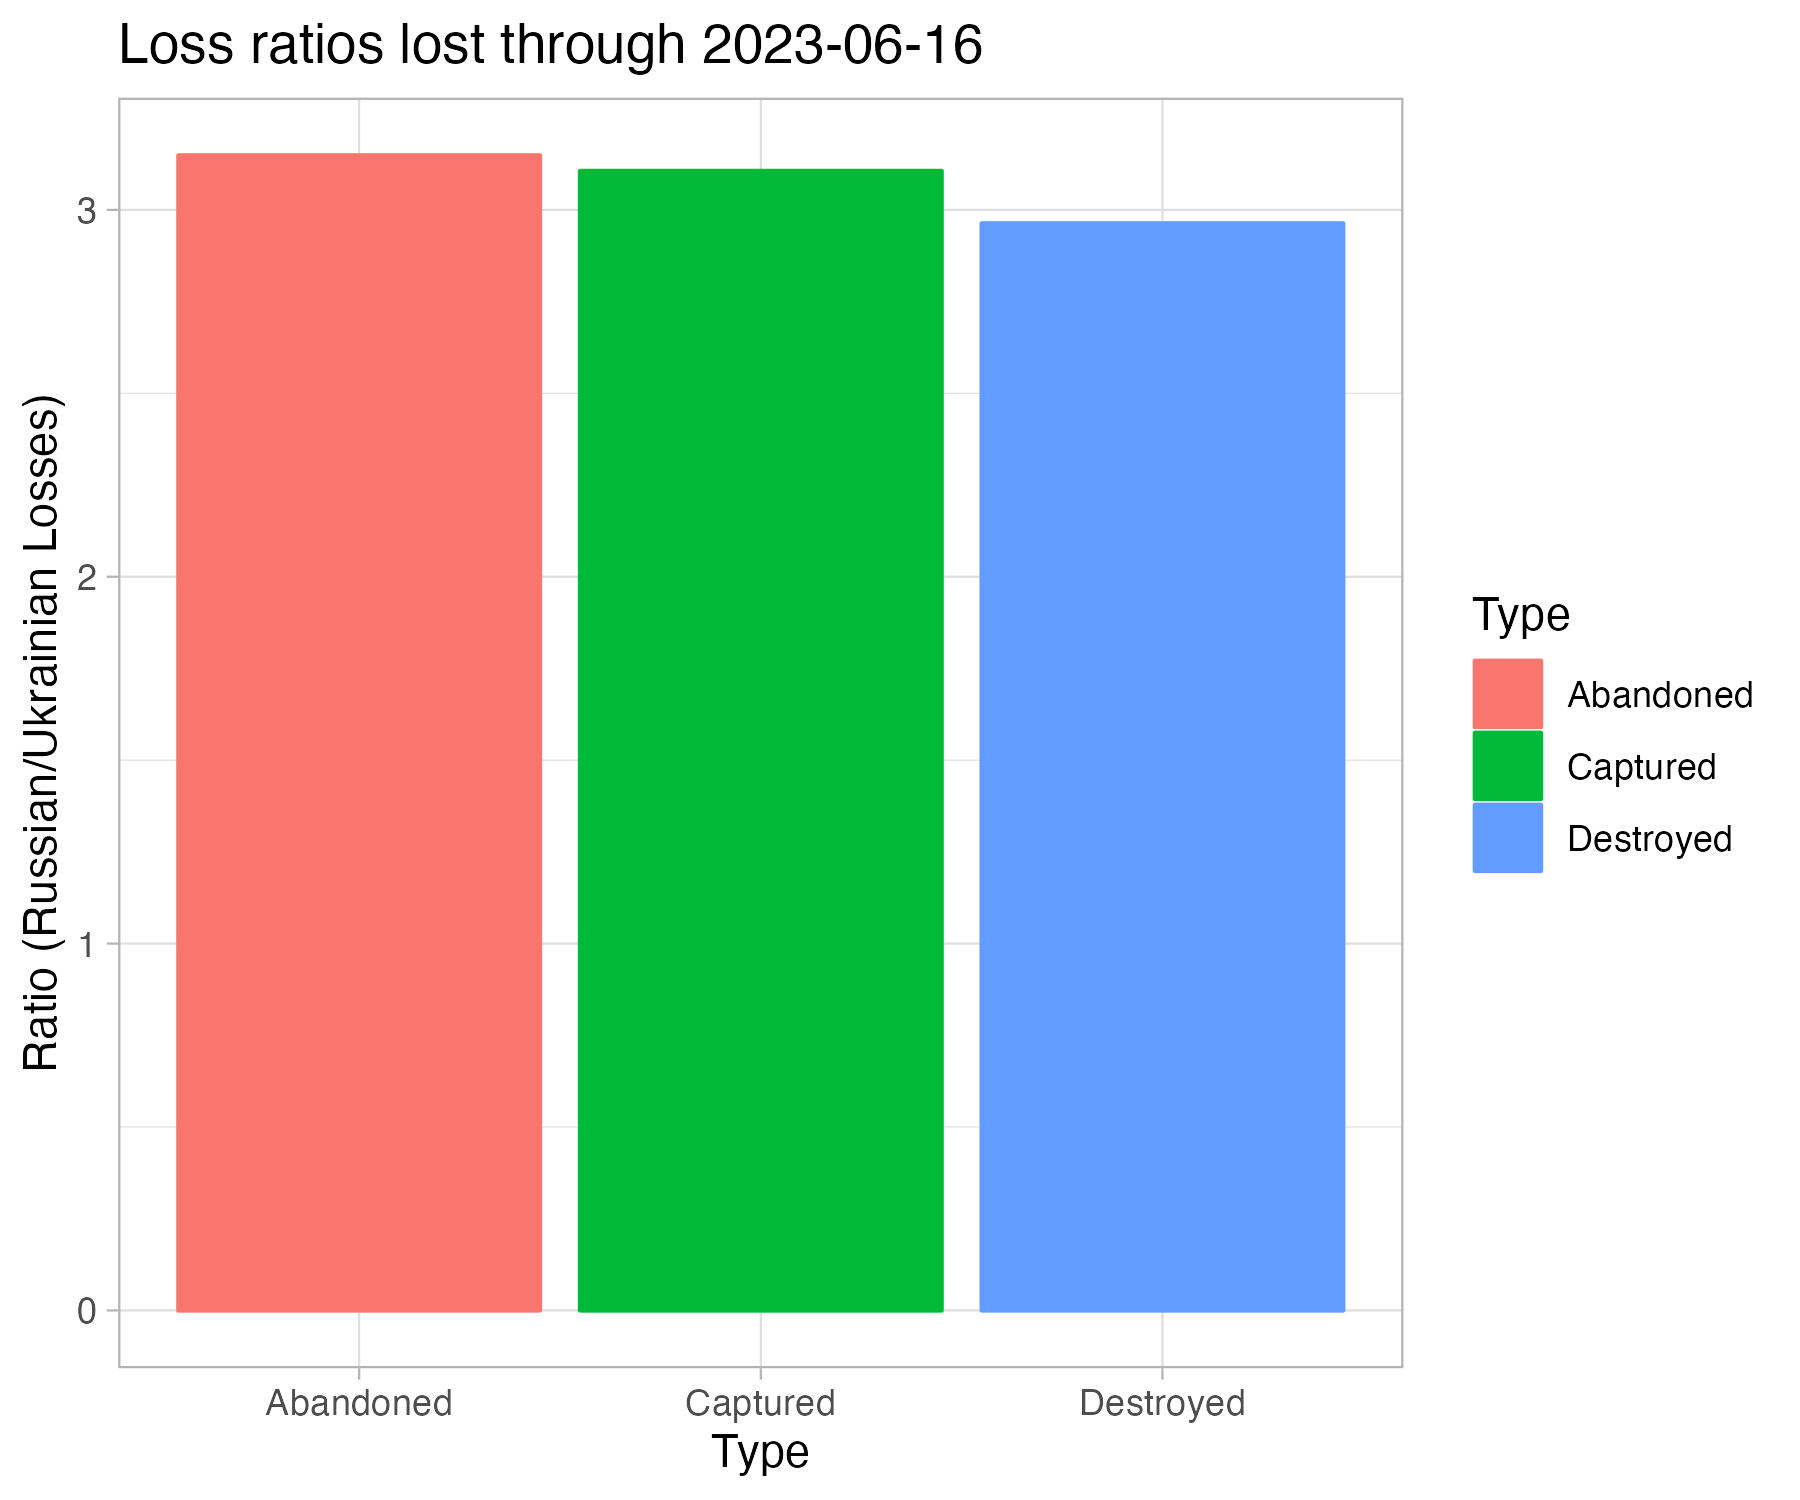 Loss ratios lost through 2023-06-16
Ratio (Russian/Ukrainian Losses)
3
2
1
0
Abandoned
Captured
Destroyed
Type
Type
Abandoned
Captured
Destroyed